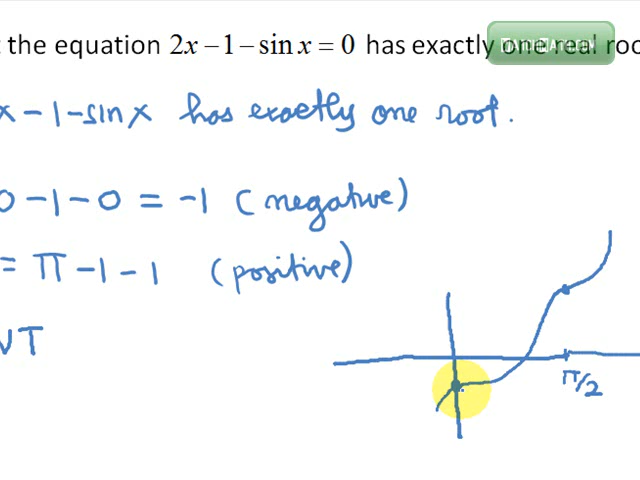 the equation 2x – 1 – sin x = 0 has exactly one real roo
x – 1 – sin x has exactly one root.
0 – 1 – 0 = -1 (negative)
= π – 1 – 1 (positive)
VT
π/2